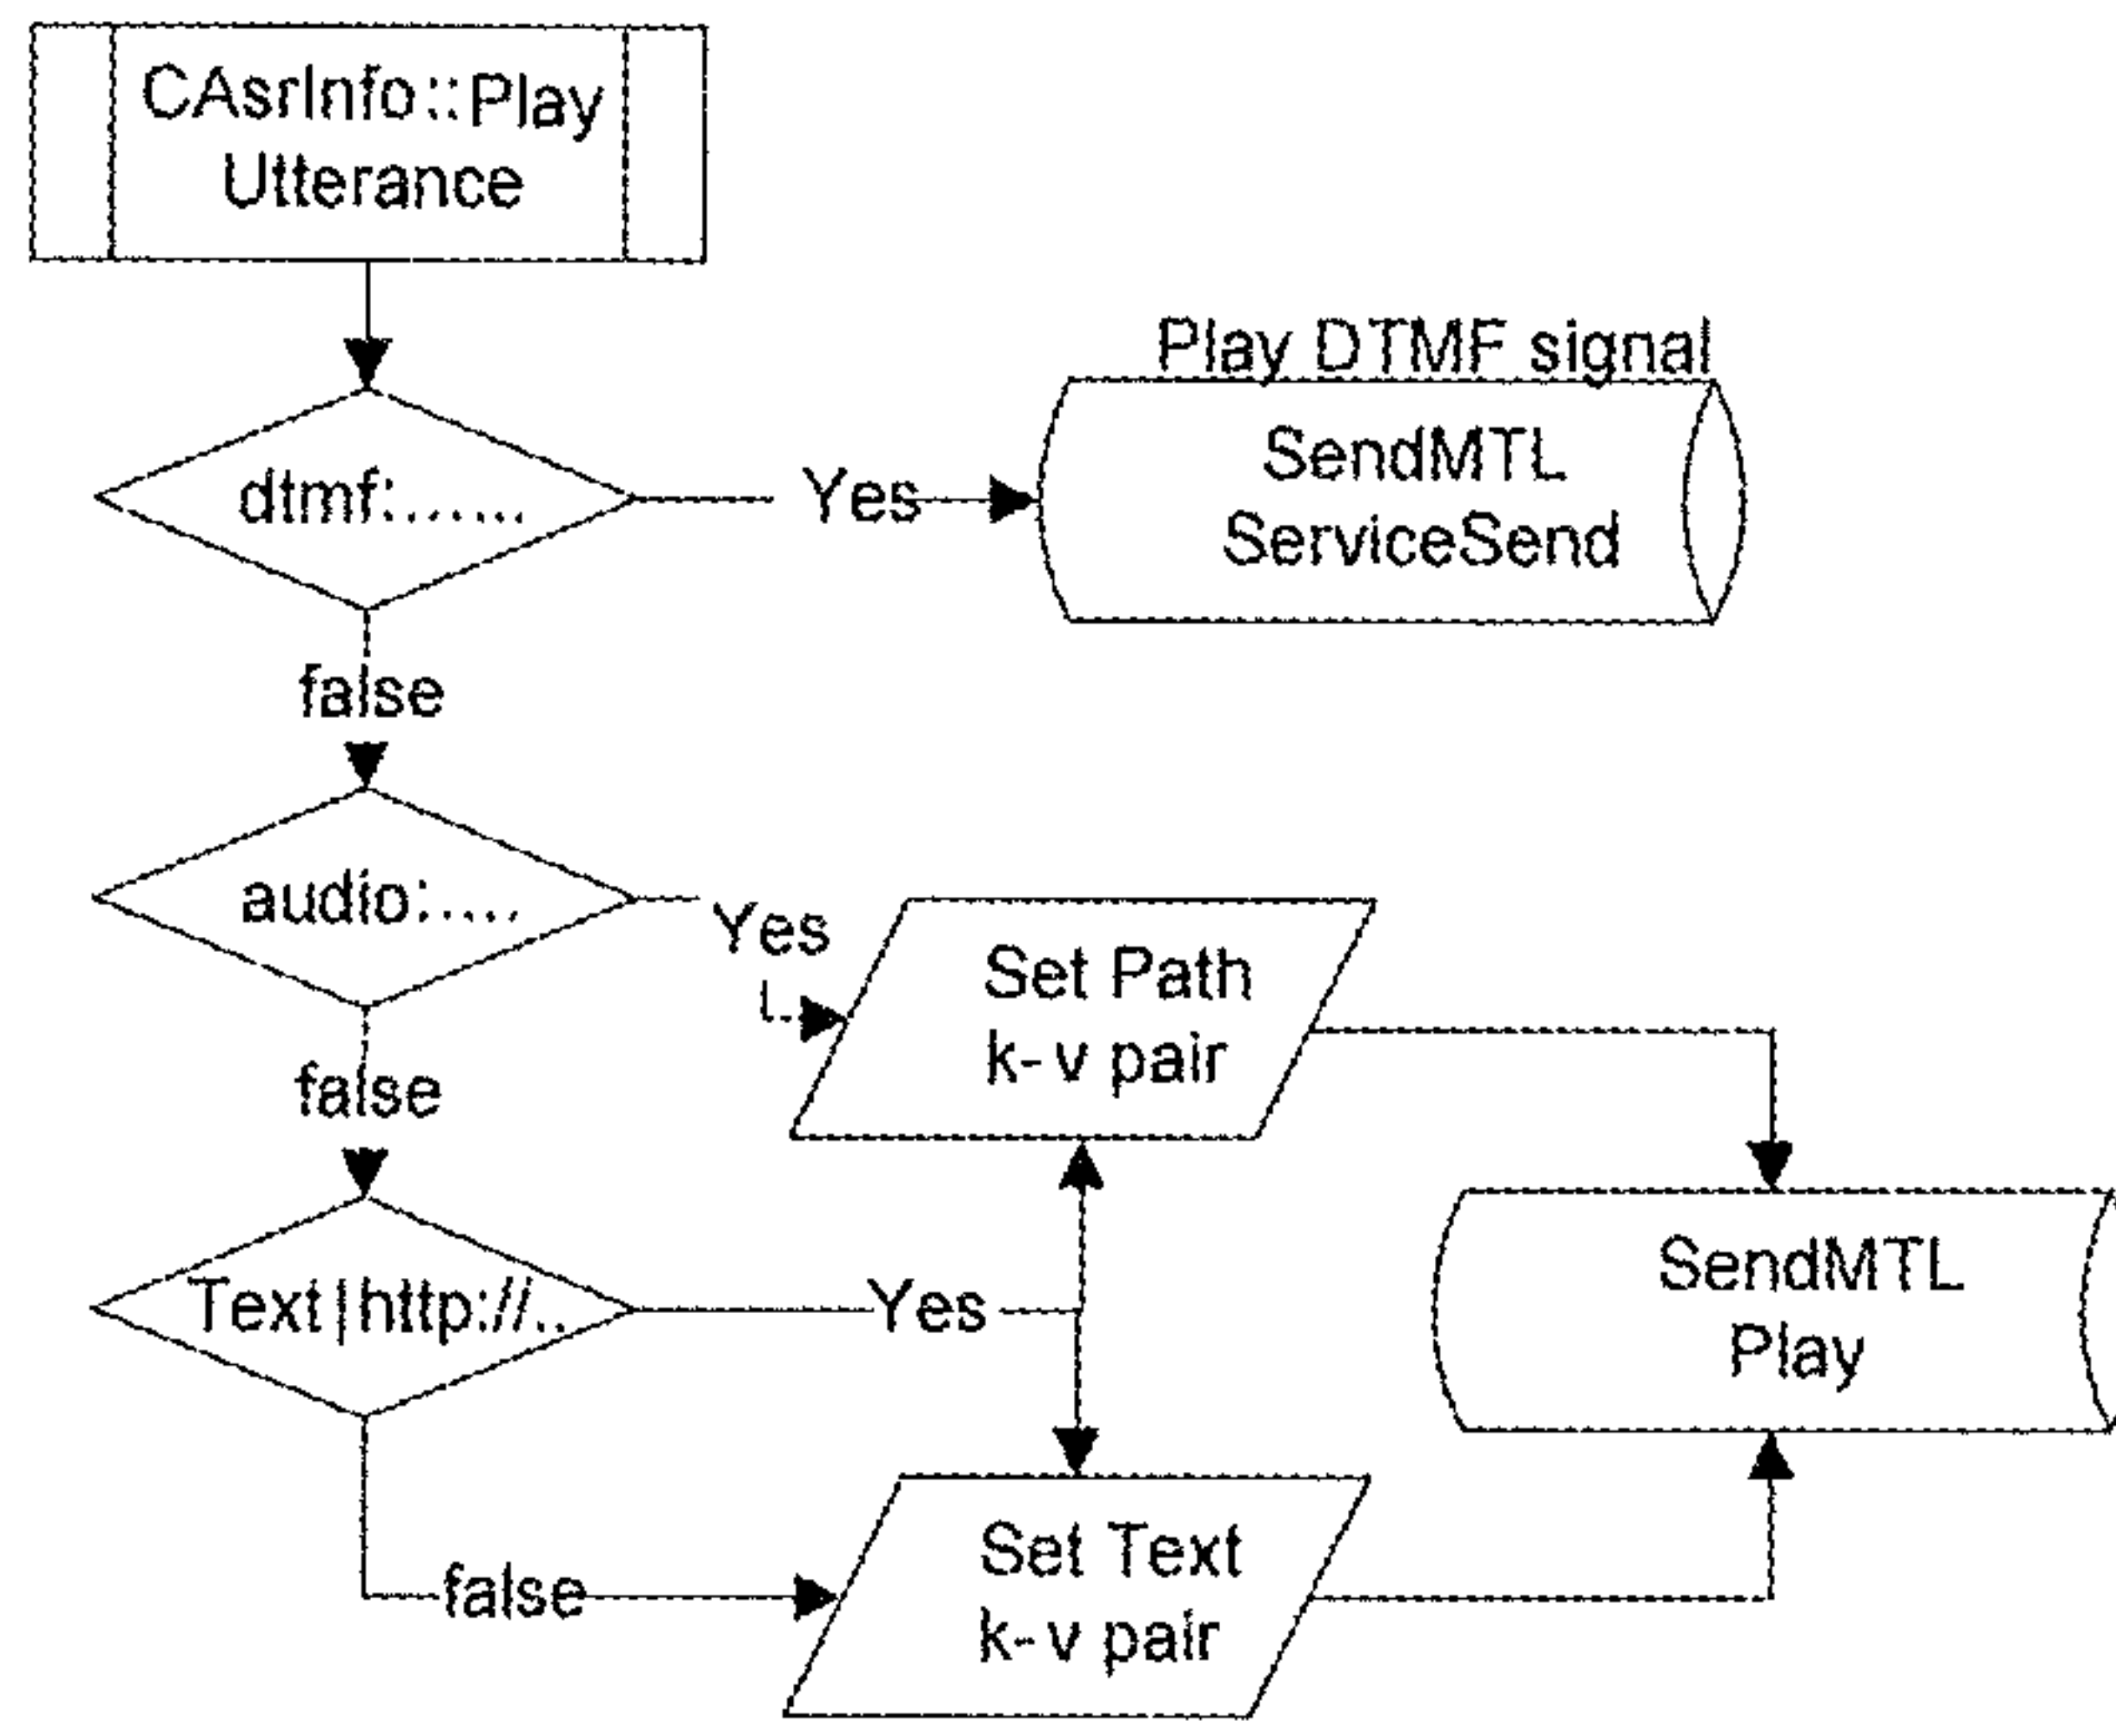 CAsrInfo::Play
Utterance
Play DTMF signal
dtmf:.......
Yes
SendMTL
ServiceSend
false
audio:....
Yes
Set Path
k-v pair
false
Text|http://..
Yes
SendMTL
Play
false
Set Text
k-v pair